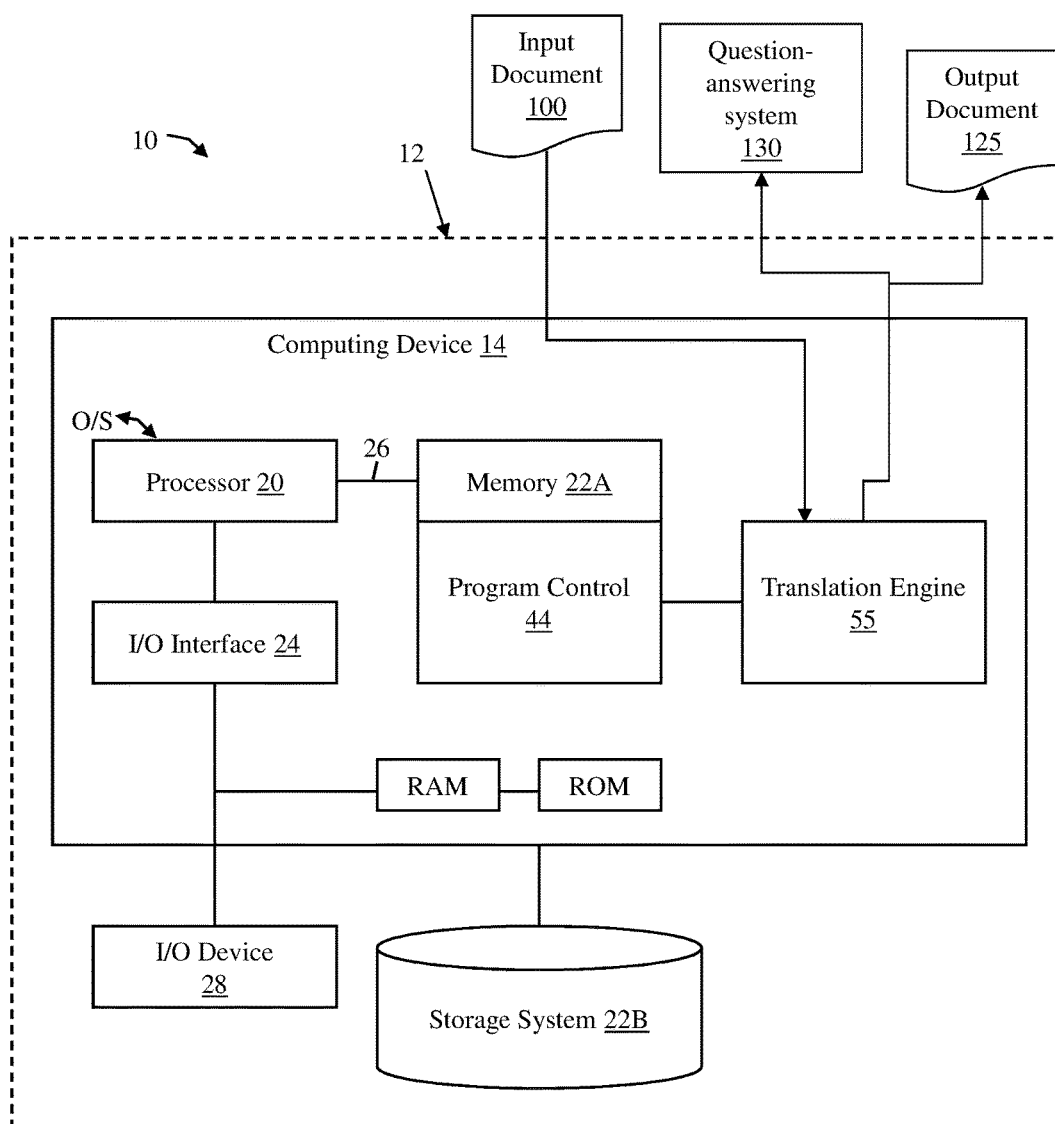 Input
Document
100
Question-
answering
system
130
Output
Document
125
10
12
Computing Device 14
O/S
26
Processor 20
Memory 22A
Program Control
44
Translation Engine
55
I/O Interface 24
RAM
ROM
I/O Device
28
Storage System 22B